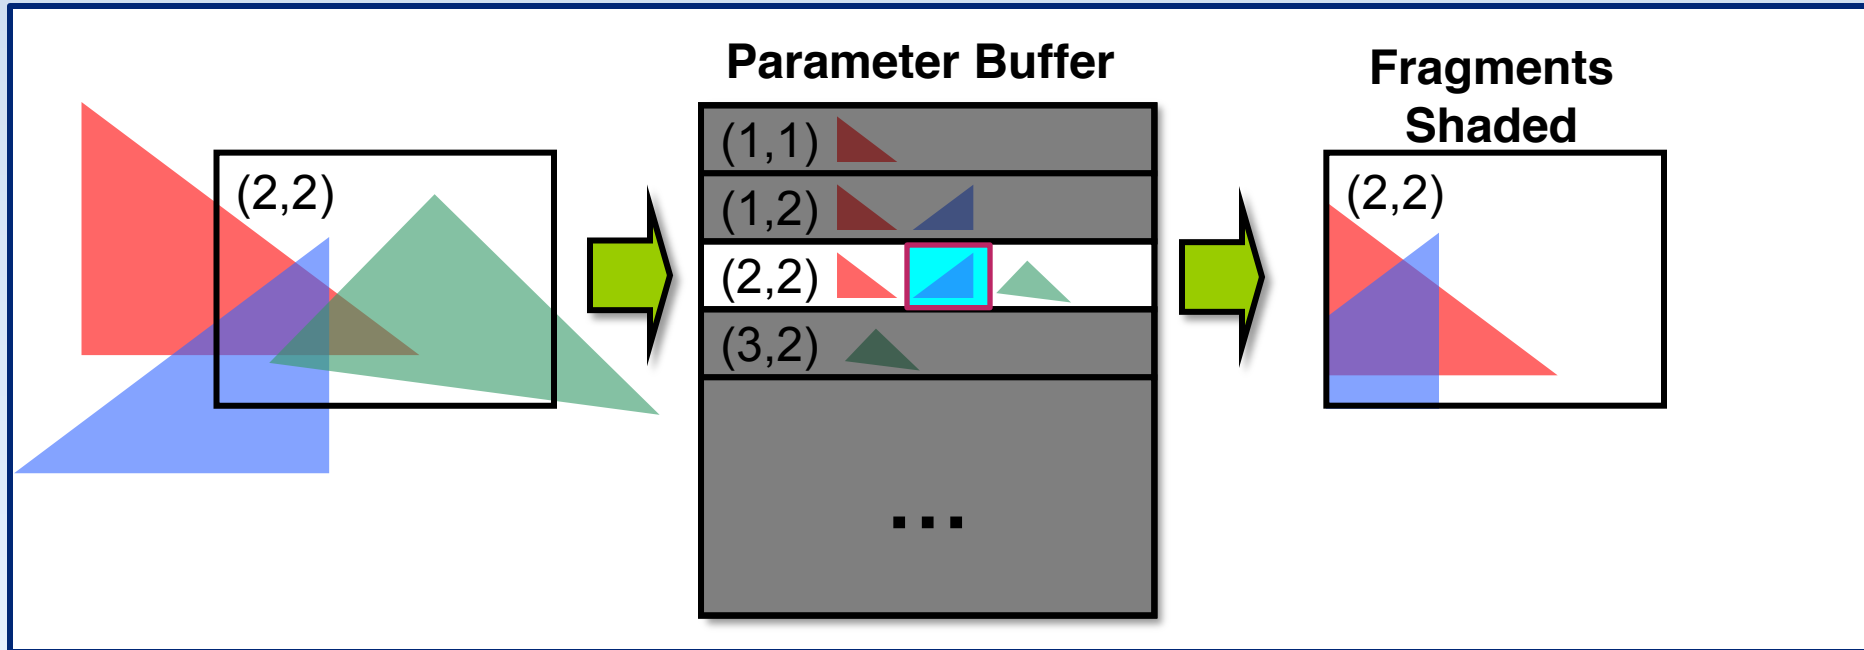 Parameter Buffer
Fragments
Shaded
(2,2)
(1,1)
(1,2)
(2,2)
(3,2)
...
(2,2)